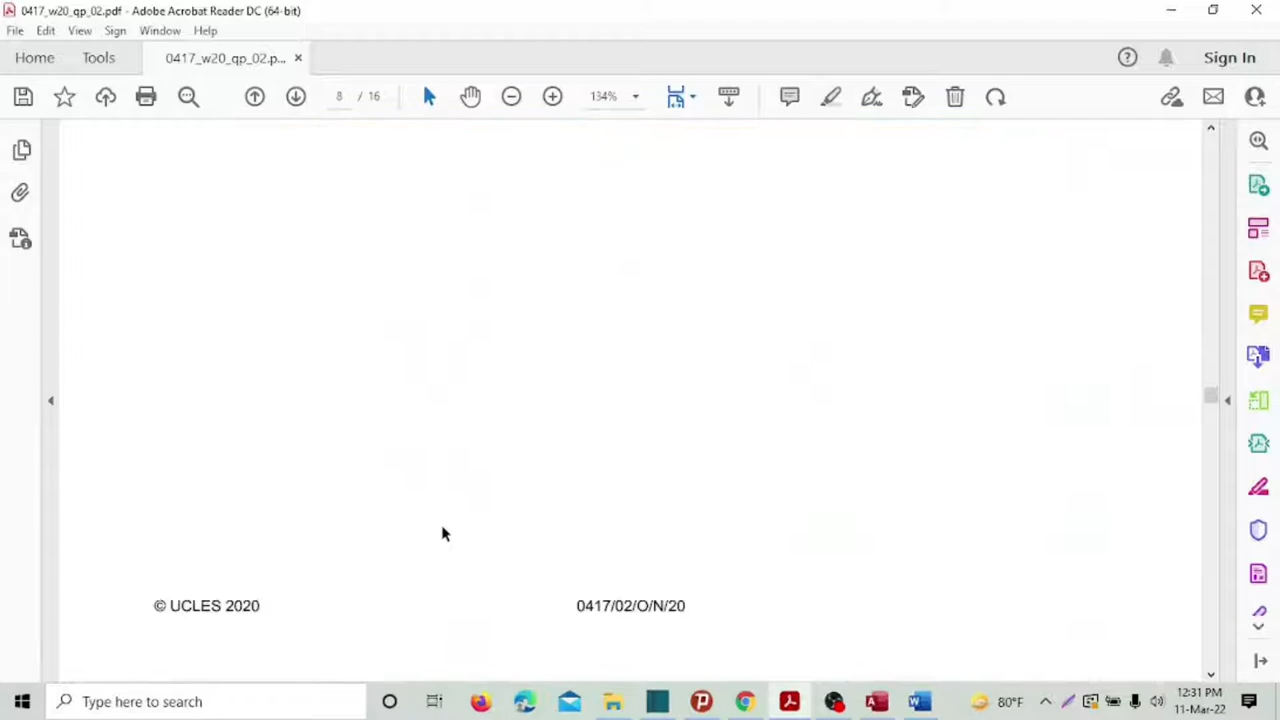 0417_w20_qp_02.pdf - Adobe Acrobat Reader DC (64-bit)
File Edit View Sign Window Help
Home Tools 0417_w20_qp_02.p... × Sign In
8 / 16 134%
© UCLES 2020 0417/02/O/N/20
Type here to search 80°F 12:31 PM
11-Mar-22